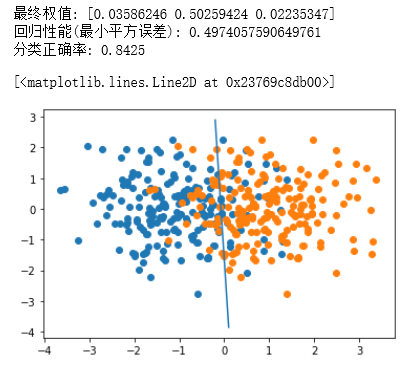 最终权值: [0.03586246 0.50259424 0.02235347]
回归性能(最小平方误差): 0.4974057590649761
分类正确率: 0.8425
[<matplotlib.lines.Line2D at 0x23769c8db00>]
3
2
1
0
−1
−2
−3
−4
−4 −3 −2 −1 0 1 2 3